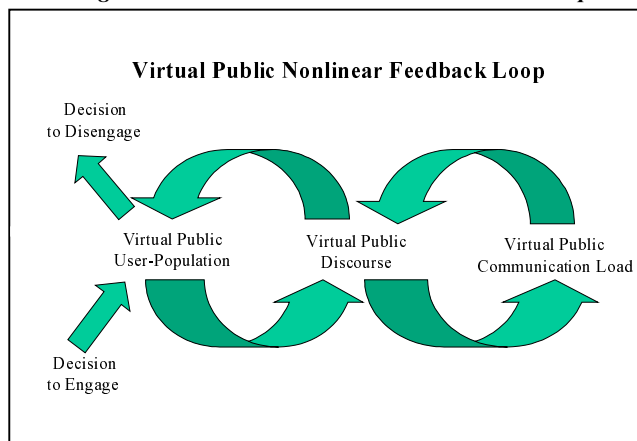 Virtual Public Nonlinear Feedback Loop
Decision
to Disengage
Virtual Public
User-Population
Virtual Public
Discourse
Virtual Public
Communication Load
Decision
to Engage